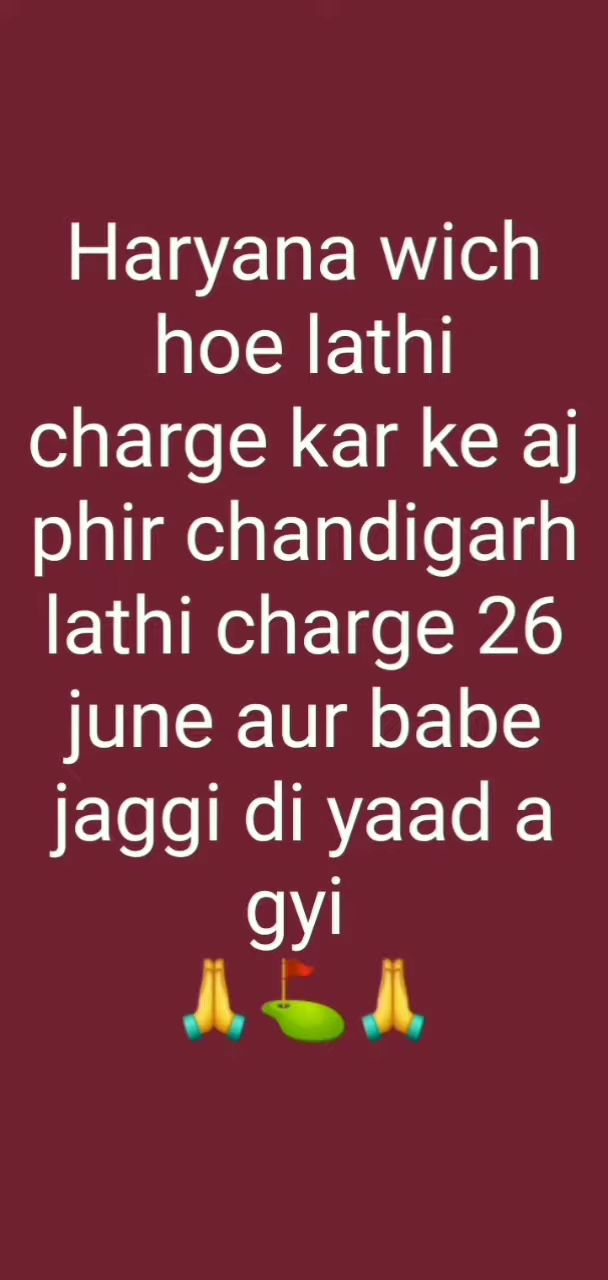 Haryana wich
hoe lathi
charge kar ke aj
phir chandigarh
lathi charge 26
june aur babe
jaggi di yaad a
gyi
🙏⛳🙏